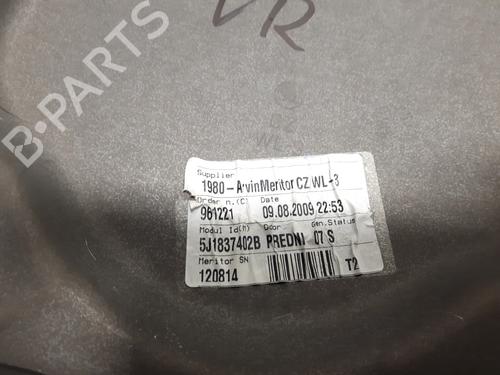 VR
B-PARTS
Supplier
1980-ArvinMeritor CZ WL-3
Order n.(C) Date
961221 09.08.2009 22:53
Modul Id(M) Door Gen.Status
5J1837402B PREDNI 07 S
Meritor SN
120814 T2